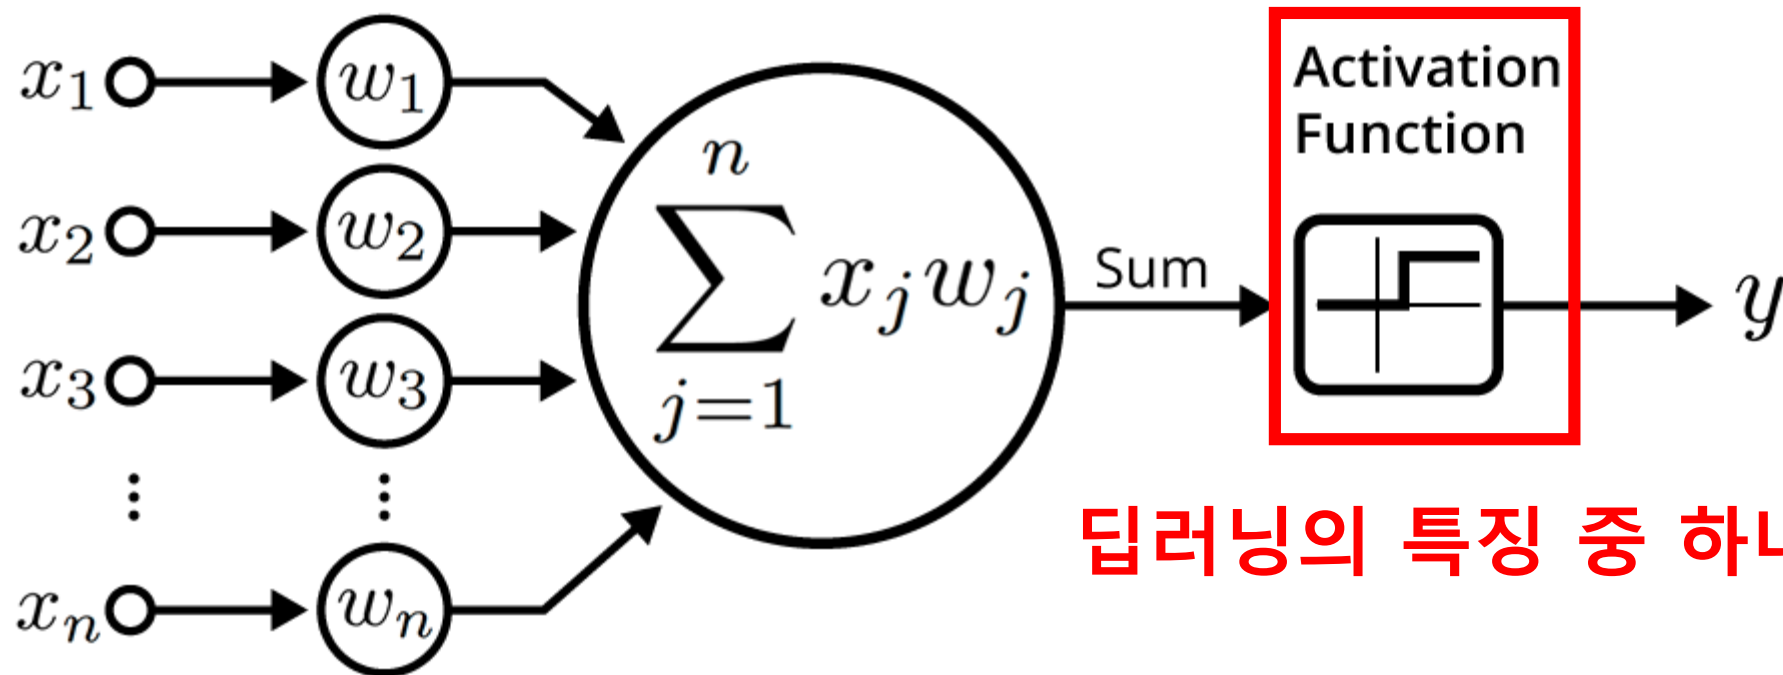 x₁ w₁
x₂ w₂
x₃ w₃
⋮ ⋮
xₙ wₙ
n
∑ xⱼwⱼ
j=1
Sum
Activation
Function
y
딥러닝의 특징 중